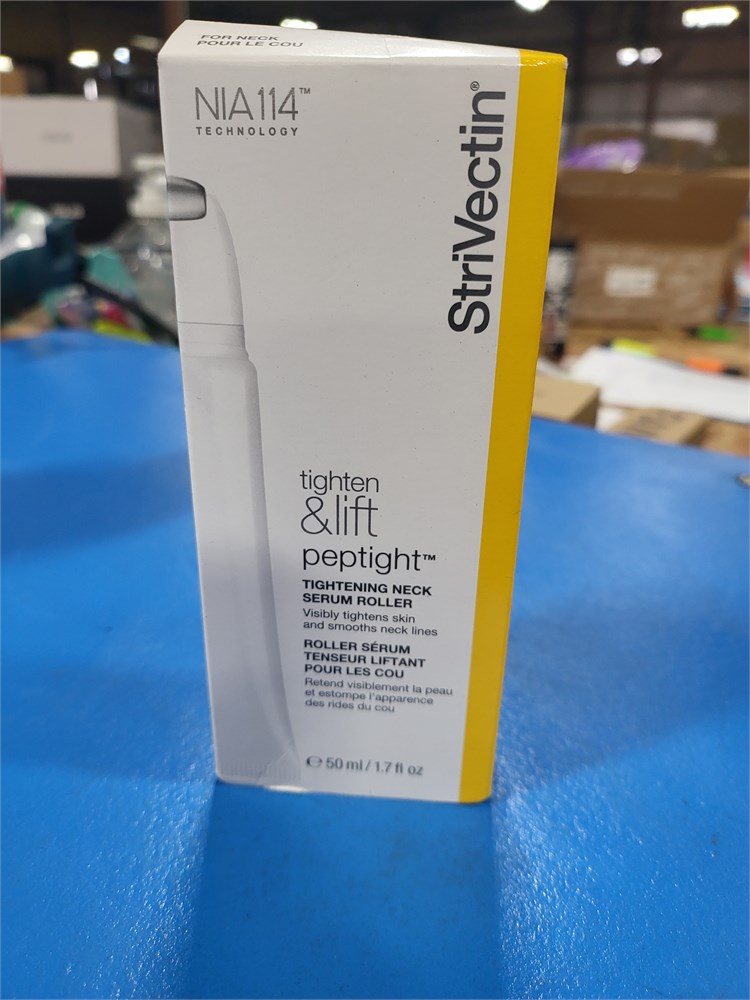 FOR NECK
POUR LE COU
NIA114™
TECHNOLOGY
StriVectin®
tighten
&lift
peptight™
TIGHTENING NECK
SERUM ROLLER
Visibly tightens skin
and smooths neck lines
ROLLER SÉRUM
TENSEUR LIFTANT
POUR LES COU
Retend visiblement la peau
et estompe l'apparence
des rides du cou
℮ 50 ml / 1.7 fl oz